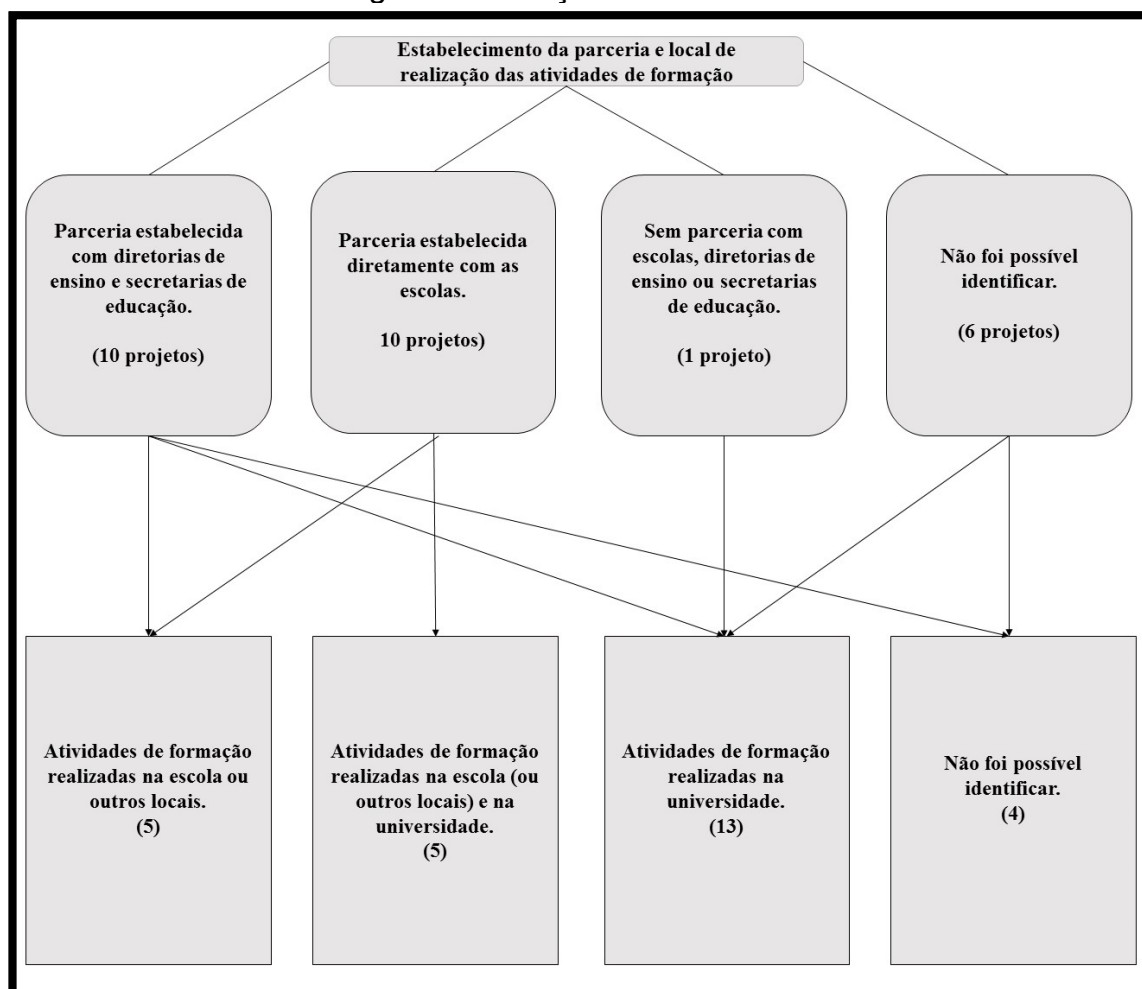 Estabelecimento da parceria e local de
realização das atividades de formação
Parceria estabelecida
com diretorias de
ensino e secretarias de
educação.
(10 projetos)
Parceria estabelecida
diretamente com as
escolas.
10 projetos)
Sem parceria com
escolas, diretorias de
ensino ou secretarias
de educação.
(1 projeto)
Não foi possível
identificar.
(6 projetos)
Atividades de formação
realizadas na escola ou
outros locais.
(5)
Atividades de formação
realizadas na escola (ou
outros locais) e na
universidade.
(5)
Atividades de formação
realizadas na
universidade.
(13)
Não foi possível
identificar.
(4)